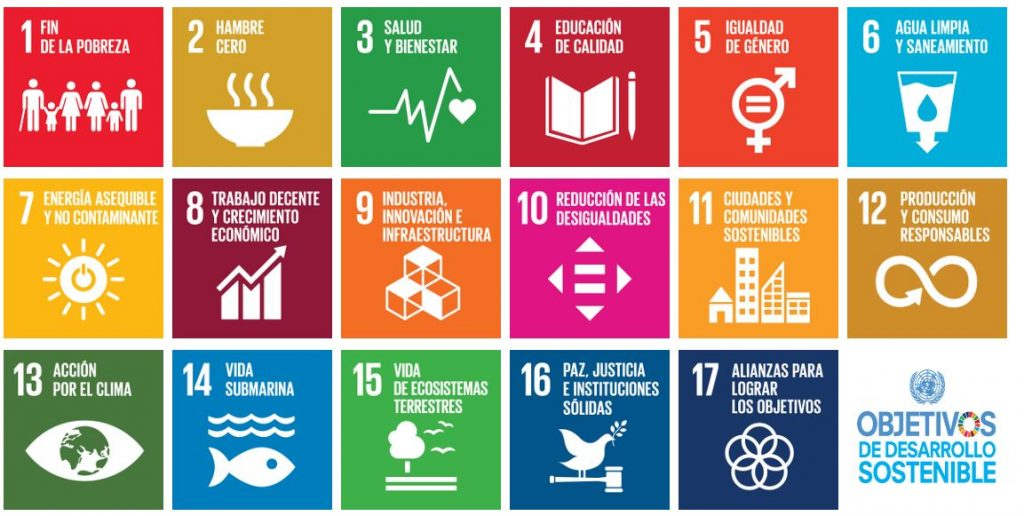 1 FIN
DE LA POBREZA
2 HAMBRE
CERO
3 SALUD
Y BIENESTAR
4 EDUCACIÓN
DE CALIDAD
5 IGUALDAD
DE GÉNERO
6 AGUA LIMPIA
Y SANEAMIENTO
7 ENERGÍA ASEQUIBLE
Y NO CONTAMINANTE
8 TRABAJO DECENTE
Y CRECIMIENTO
ECONÓMICO
9 INDUSTRIA,
INNOVACIÓN E
INFRAESTRUCTURA
10 REDUCCIÓN DE LAS
DESIGUALDADES
11 CIUDADES Y
COMUNIDADES
SOSTENIBLES
12 PRODUCCIÓN
Y CONSUMO
RESPONSABLES
13 ACCIÓN
POR EL CLIMA
14 VIDA
SUBMARINA
15 VIDA
DE ECOSISTEMAS
TERRESTRES
16 PAZ, JUSTICIA
E INSTITUCIONES
SÓLIDAS
17 ALIANZAS PARA
LOGRAR
LOS OBJETIVOS
OBJETIVOS
DE DESARROLLO
SOSTENIBLE